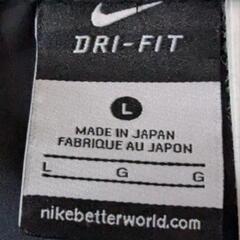 DRI-FIT
L
MADE IN JAPAN
FABRIQUE AU JAPON
L G G
nikebetterworld.com